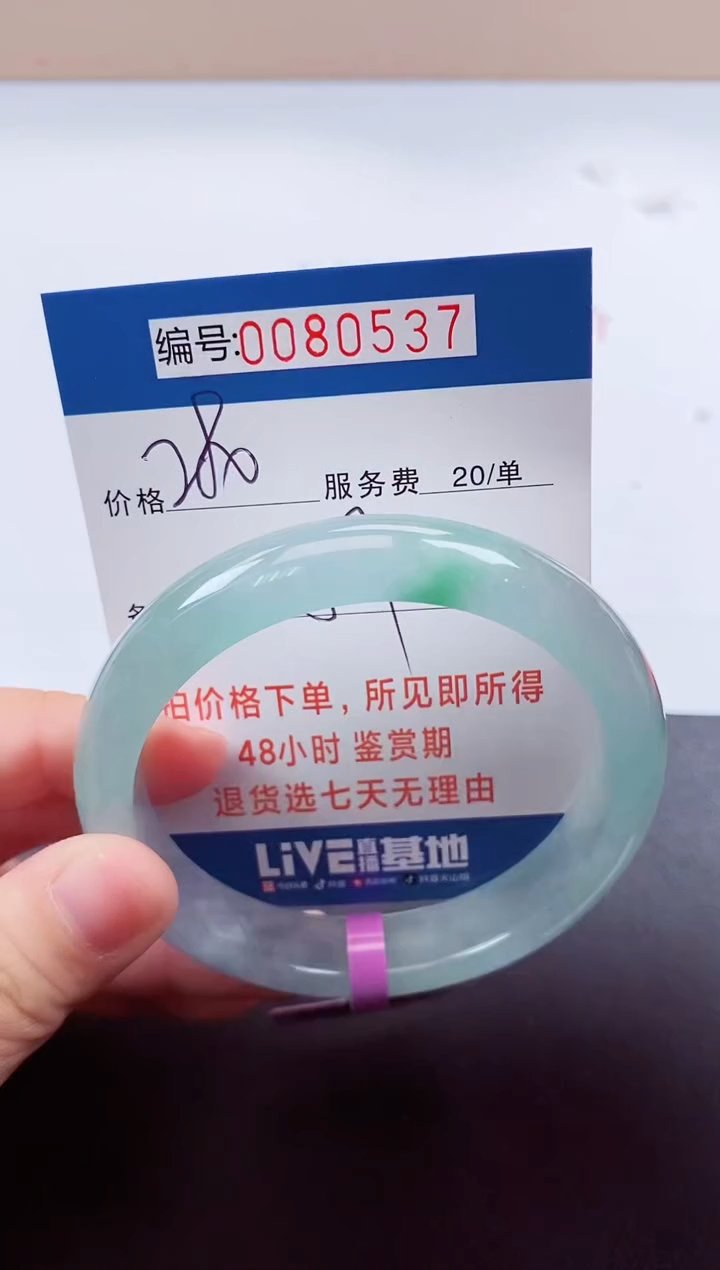 编号:0080537
价格 服务费 20/单
拍价格下单，所见即所得
48小时 鉴赏期
退货选七天无理由
LiVE直播基地